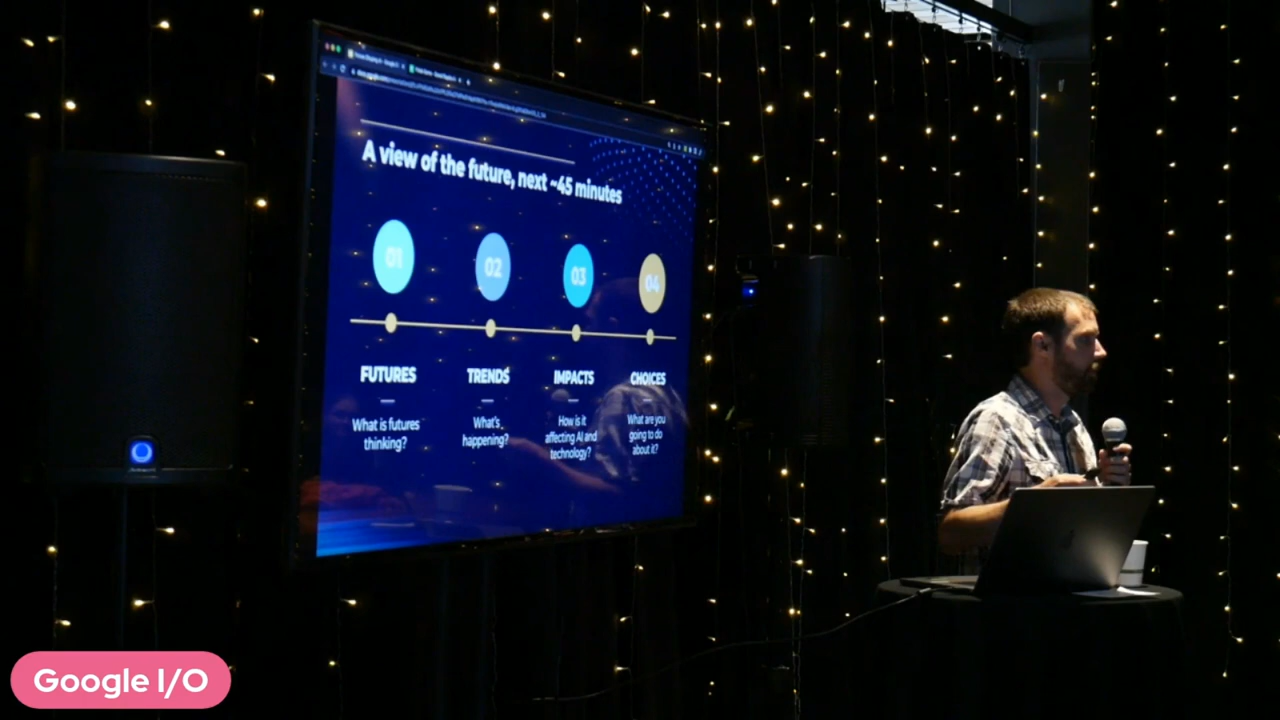 A view of the future, next ~45 minutes
01
02
03
04
FUTURES
TRENDS
IMPACTS
CHOICES
What is futures
thinking?
What's
happening?
How is it
affecting AI and
technology?
What are you
going to do
about it?
Google I/O